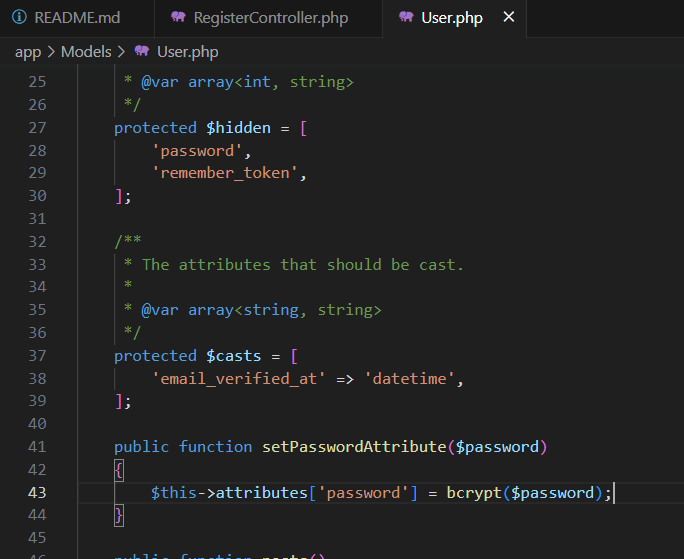 README.md RegisterController.php User.php
app > Models > User.php
25 * @var array<int, string>
26 */
27 protected $hidden = [
28 'password',
29 'remember_token',
30 ];
31
32 /**
33 * The attributes that should be cast.
34 *
35 * @var array<string, string>
36 */
37 protected $casts = [
38 'email_verified_at' => 'datetime',
39 ];
40
41 public function setPasswordAttribute($password)
42 {
43 $this->attributes['password'] = bcrypt($password);
44 }
45
46 public function posts()